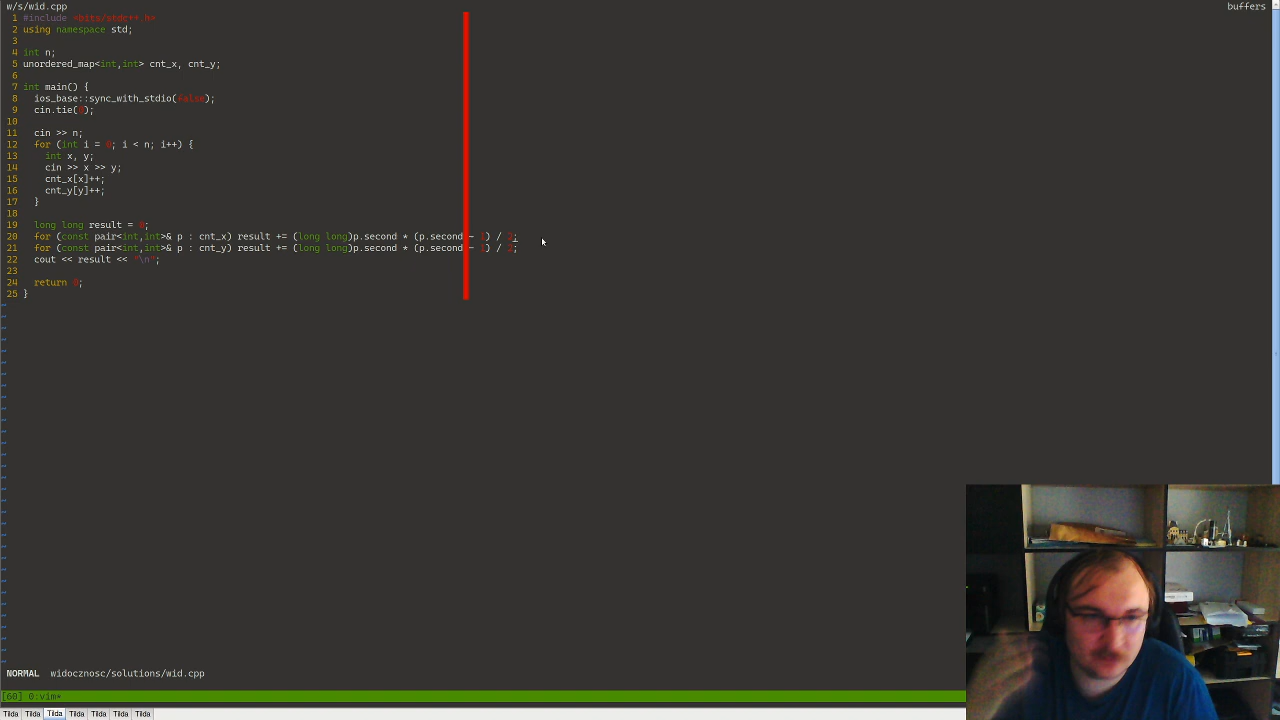 w/s/wid.cpp buffers
1 #include <bits/stdc++.h>
2 using namespace std;
3
4 int n;
5 unordered_map<int,int> cnt_x, cnt_y;
6
7 int main() {
8 ios_base::sync_with_stdio(false);
9 cin.tie(0);
10
11 cin >> n;
12 for (int i = 0; i < n; i++) {
13 int x, y;
14 cin >> x >> y;
15 cnt_x[x]++;
16 cnt_y[y]++;
17 }
18
19 long long result = 0;
20 for (const pair<int,int>& p : cnt_x) result += (long long)p.second * (p.second - 1) / 2;
21 for (const pair<int,int>& p : cnt_y) result += (long long)p.second * (p.second - 1) / 2;
22 cout << result << "\n";
23
24 return 0;
25 }
NORMAL widocznosc/solutions/wid.cpp
[60] 0:vim*
Tilda Tilda Tilda Tilda Tilda Tilda Tilda